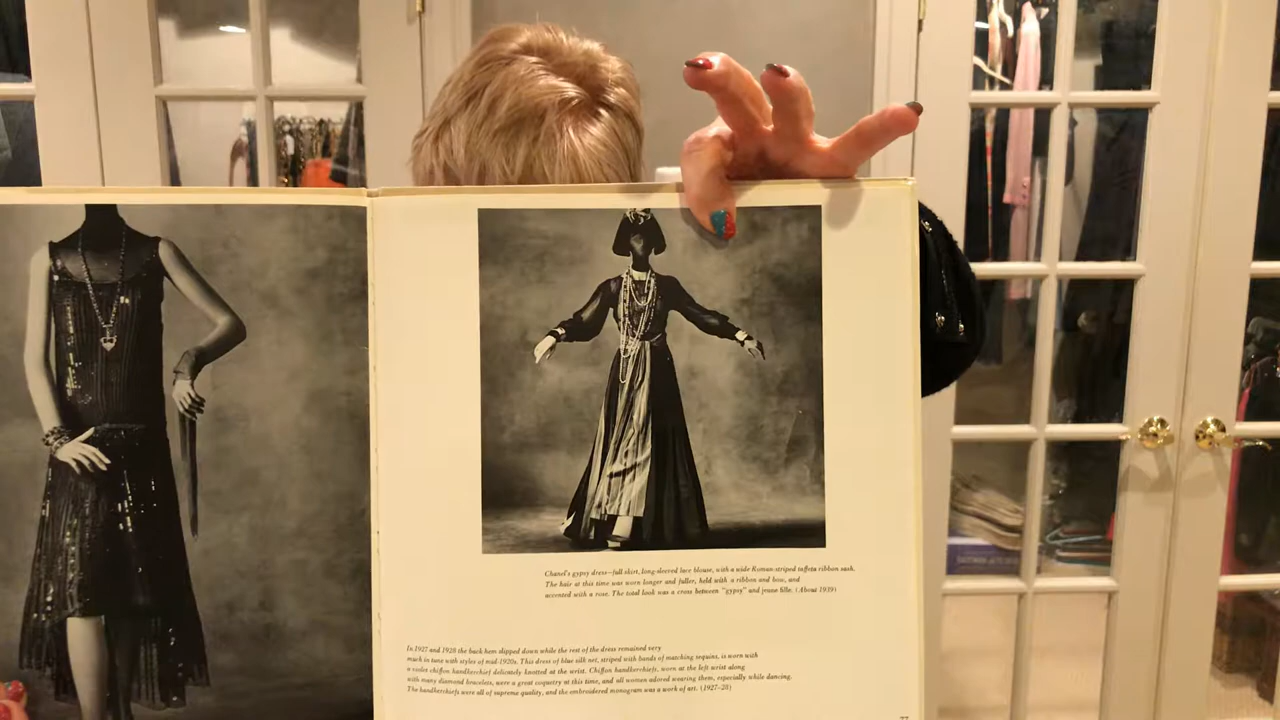 Chanel's gypsy dress—full skirt, long-sleeved lace blouse, with a wide Roman-striped taffeta ribbon sash.
The hair at this time was worn longer and fuller, held with a ribbon and bow, and
accented with a rose. The total look was a cross between "gypsy" and jeune fille. (About 1939)
In 1927 and 1928 the back hem slipped down while the rest of the dress remained very
much in tune with styles of mid-1920s. This dress of blue silk net, striped with bands of matching sequins, is worn with
a violet chiffon handkerchief delicately knotted at the wrist. Chiffon handkerchiefs, worn at the left wrist along
with many diamond bracelets, were a great coquetry at this time, and all women adored wearing them, especially while dancing.
The handkerchiefs were all of supreme quality, and the embroidered monogram was a work of art. (1927–28)